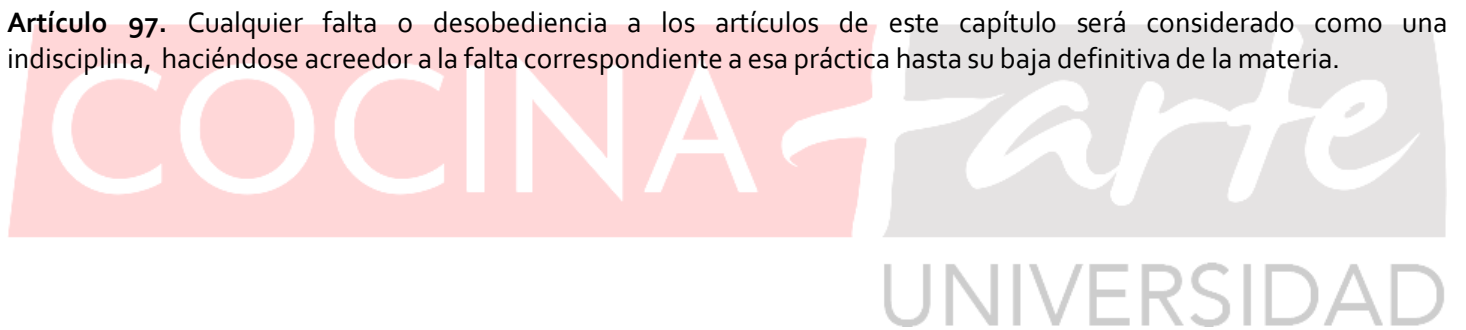 Artículo 97. Cualquier falta o desobediencia a los artículos de este capítulo será considerado como una
indisciplina, haciéndose acreedor a la falta correspondiente a esa práctica hasta su baja definitiva de la materia.
COCINA+arte
UNIVERSIDAD